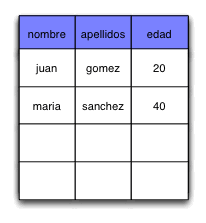 nombre apellidos edad
juan gomez 20
maria sanchez 40